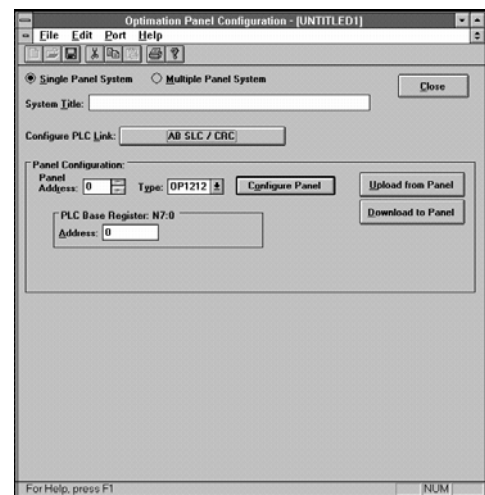 Optimation Panel Configuration - [UNTITLED1]
File Edit Port Help
Single Panel System Multiple Panel System
Close
System Title:
Configure PLC Link: AB SLC / CRC
Panel Configuration:
Panel Address: 0 Type: OP1212 Configure Panel Upload from Panel
Download to Panel
PLC Base Register: N7:0
Address: 0
For Help, press F1 NUM